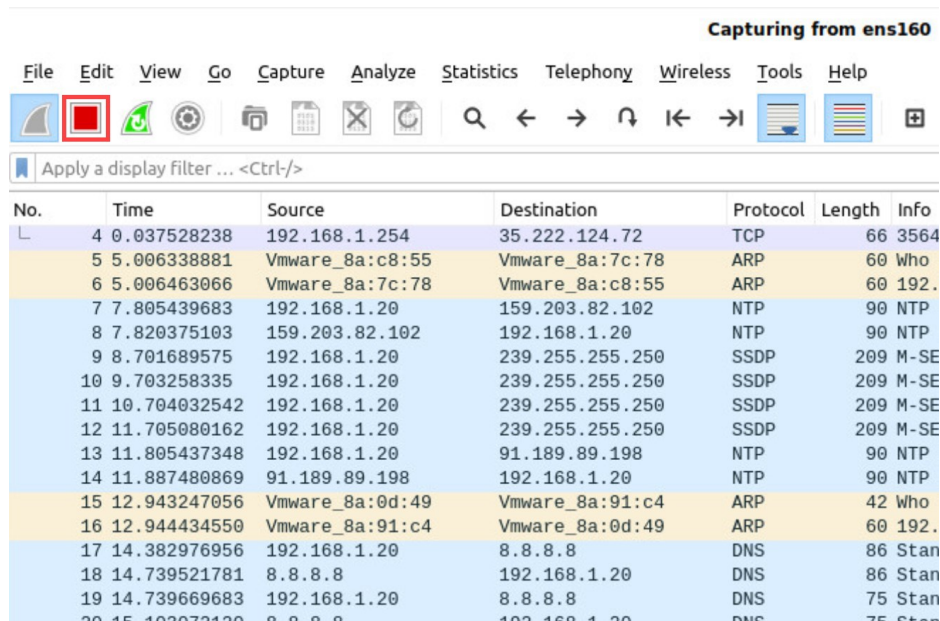 Capturing from ens160
File Edit View Go Capture Analyze Statistics Telephony Wireless Tools Help
Apply a display filter … <Ctrl-/>
No. Time Source Destination Protocol Length Info
4 0.037528238 192.168.1.254 35.222.124.72 TCP 66 3564
5 5.006338881 Vmware_8a:c8:55 Vmware_8a:7c:78 ARP 60 Who
6 5.006463066 Vmware_8a:7c:78 Vmware_8a:c8:55 ARP 60 192.
7 7.805439683 192.168.1.20 159.203.82.102 NTP 90 NTP
8 7.820375103 159.203.82.102 192.168.1.20 NTP 90 NTP
9 8.701689575 192.168.1.20 239.255.255.250 SSDP 209 M-SE
10 9.703258335 192.168.1.20 239.255.255.250 SSDP 209 M-SE
11 10.704032542 192.168.1.20 239.255.255.250 SSDP 209 M-SE
12 11.705080162 192.168.1.20 239.255.255.250 SSDP 209 M-SE
13 11.805437348 192.168.1.20 91.189.89.198 NTP 90 NTP
14 11.887480869 91.189.89.198 192.168.1.20 NTP 90 NTP
15 12.943247056 Vmware_8a:0d:49 Vmware_8a:91:c4 ARP 42 Who
16 12.944434550 Vmware_8a:91:c4 Vmware_8a:0d:49 ARP 60 192.
17 14.382976956 192.168.1.20 8.8.8.8 DNS 86 Stan
18 14.739521781 8.8.8.8 192.168.1.20 DNS 86 Stan
19 14.739669683 192.168.1.20 8.8.8.8 DNS 75 Stan